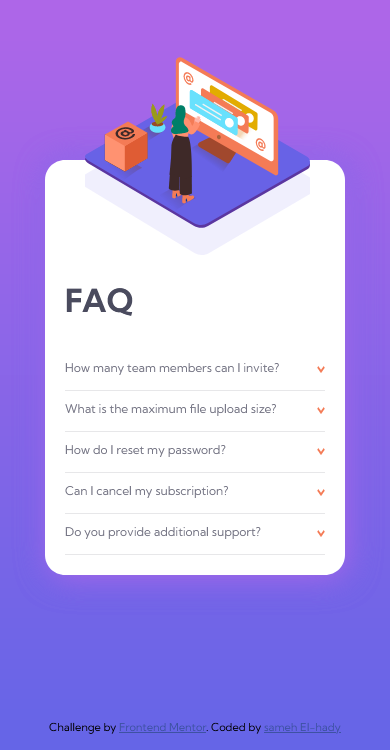 FAQ
How many team members can I invite?
What is the maximum file upload size?
How do I reset my password?
Can I cancel my subscription?
Do you provide additional support?
Challenge by Frontend Mentor. Coded by sameh El-hady